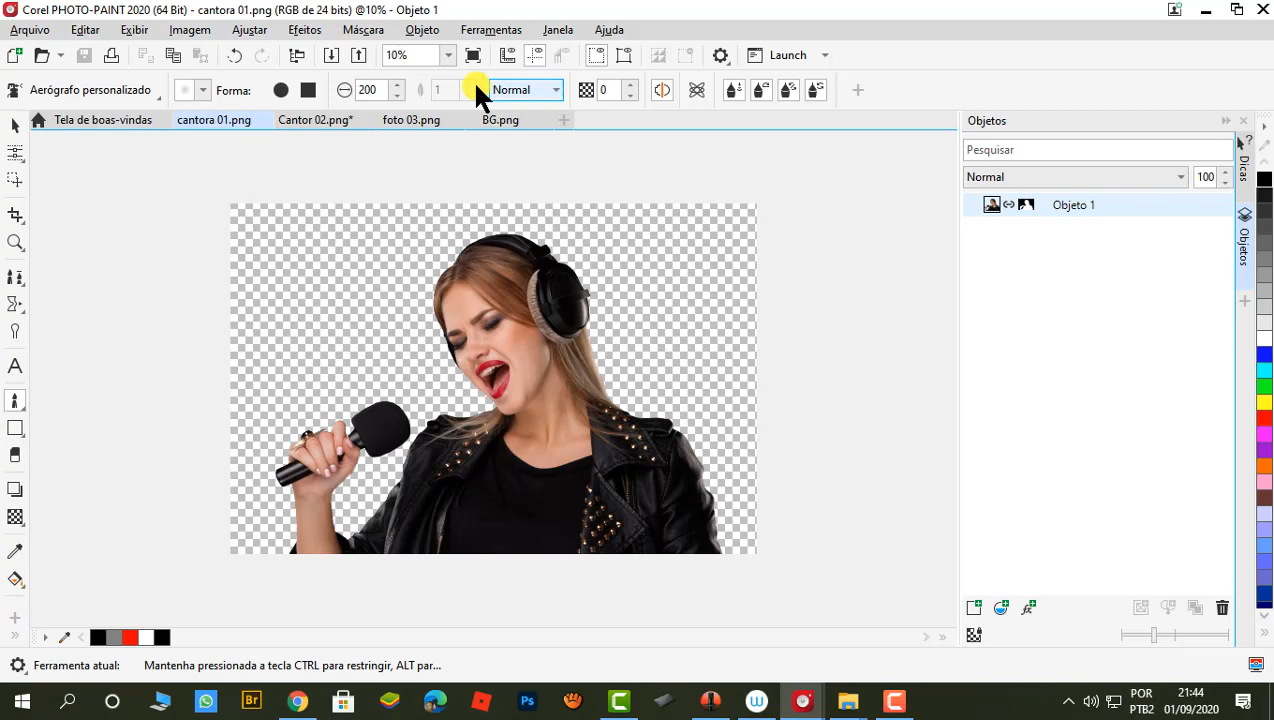 Corel PHOTO-PAINT 2020 (64 Bit) - cantora 01.png (RGB de 24 bits) @10% - Objeto 1
Arquivo Editar Exibir Imagem Ajustar Efeitos Máscara Objeto Ferramentas Janela Ajuda
10% Launch
Aerógrafo personalizado Forma: 200 1 Normal 0
Tela de boas-vindas cantora 01.png Cantor 02.png* foto 03.png BG.png
Objetos
Pesquisar
Normal 100
Objeto 1
Dicas
Objetos
Ferramenta atual: Mantenha pressionada a tecla CTRL para restringir, ALT par...
Br Ps
POR 21:44
PTB2 01/09/2020